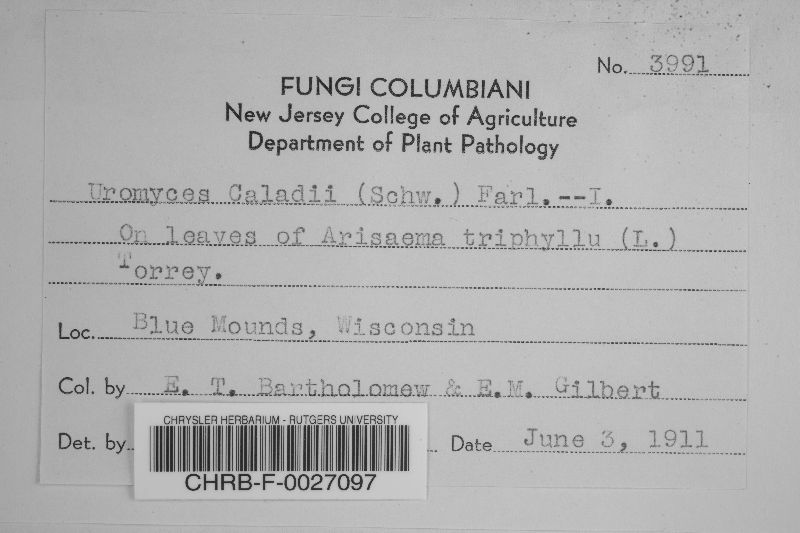 No. 3991
FUNGI COLUMBIANI
New Jersey College of Agriculture
Department of Plant Pathology
Uromyces Caladii (Schw.) Farl.--I.
On leaves of Arisaema triphyllu (L.)
Torrey.
Loc. Blue Mounds, Wisconsin
Col. by E. T. Bartholomew & E.M. Gilbert
Det. by Date June 3, 1911
CHRYSLER HERBARIUM - RUTGERS UNIVERSITY
CHRB-F-0027097